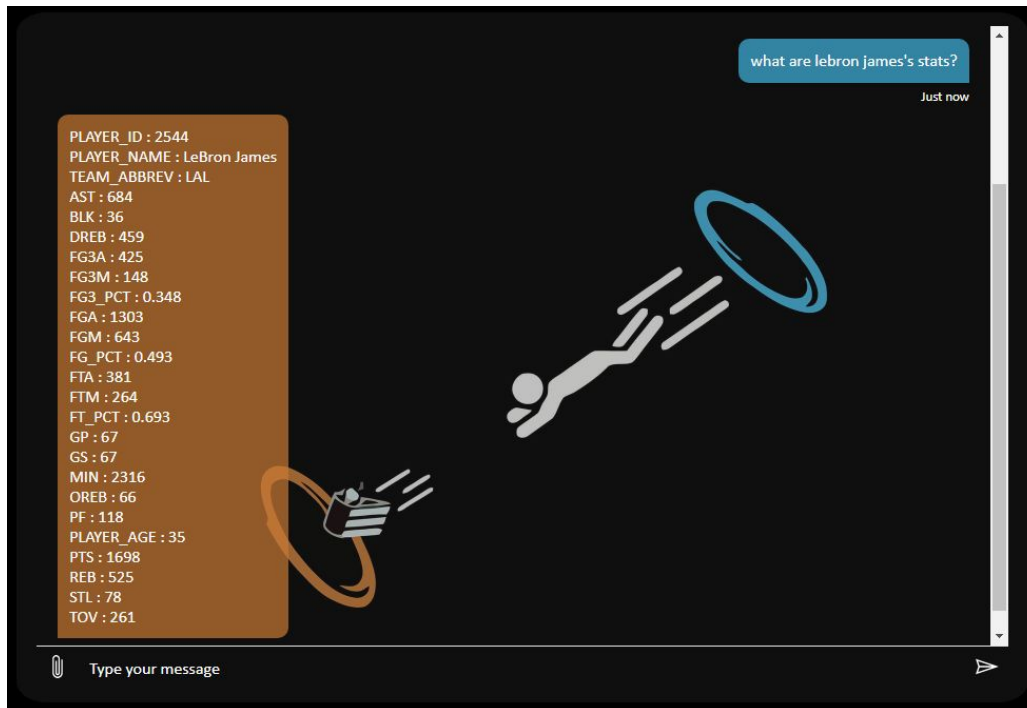 what are lebron james's stats?
Just now
PLAYER_ID : 2544
PLAYER_NAME : LeBron James
TEAM_ABBREV : LAL
AST : 684
BLK : 36
DREB : 459
FG3A : 425
FG3M : 148
FG3_PCT : 0.348
FGA : 1303
FGM : 643
FG_PCT : 0.493
FTA : 381
FTM : 264
FT_PCT : 0.693
GP : 67
GS : 67
MIN : 2316
OREB : 66
PF : 118
PLAYER_AGE : 35
PTS : 1698
REB : 525
STL : 78
TOV : 261
Type your message